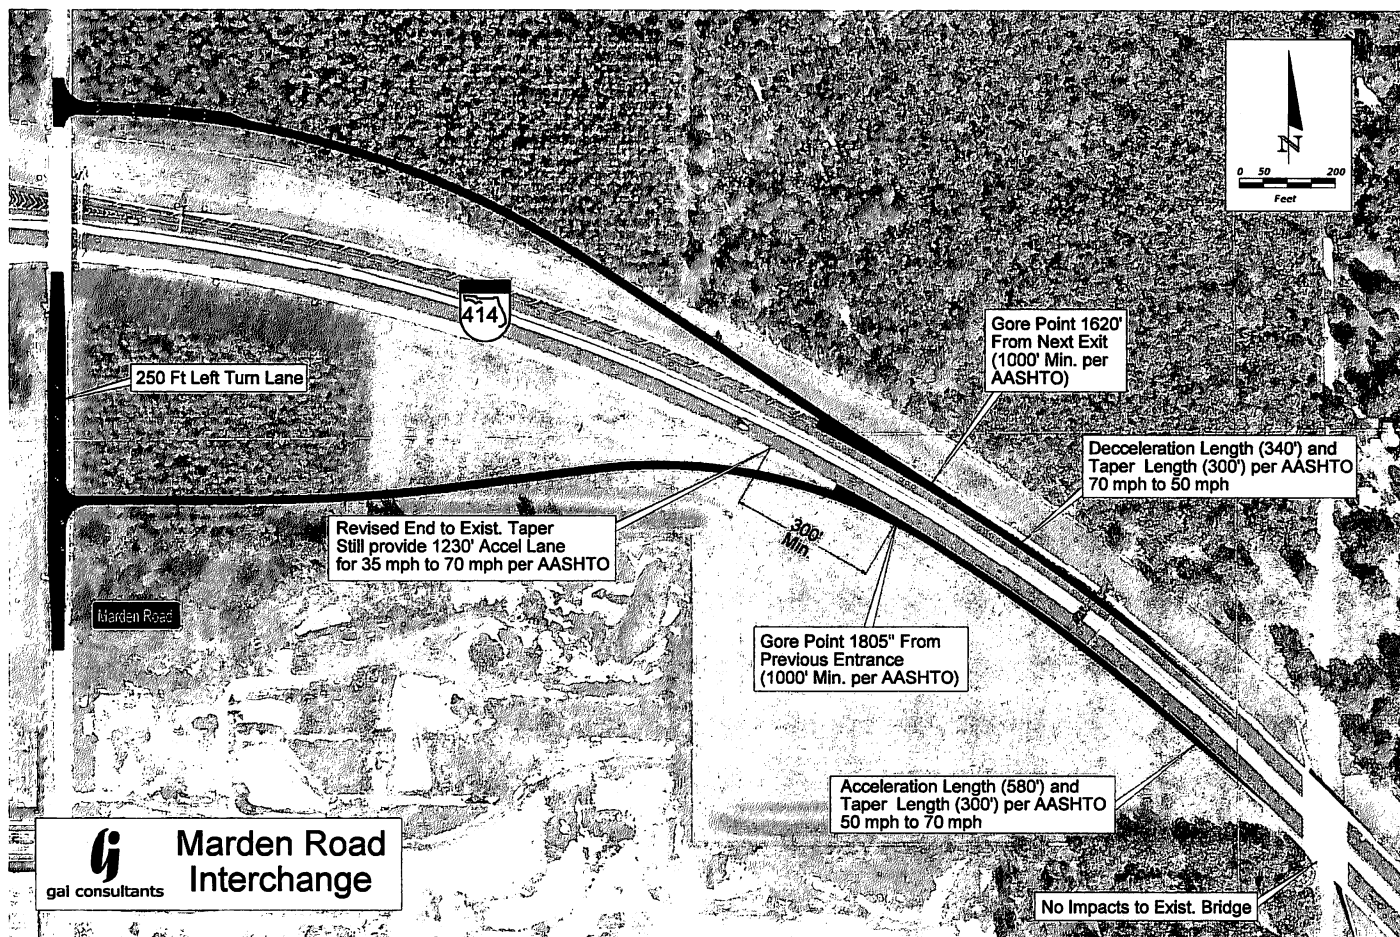 N
0 50 200
Feet
414
Gore Point 1620'
From Next Exit
(1000' Min. per
AASHTO)
250 Ft Left Turn Lane
Decceleration Length (340') and
Taper Length (300') per AASHTO
70 mph to 50 mph
Revised End to Exist. Taper
Still provide 1230' Accel Lane
for 35 mph to 70 mph per AASHTO
300'
Min.
Marden Road
Gore Point 1805" From
Previous Entrance
(1000' Min. per AASHTO)
Acceleration Length (580') and
Taper Length (300') per AASHTO
50 mph to 70 mph
gai consultants
Marden Road
Interchange
No Impacts to Exist. Bridge